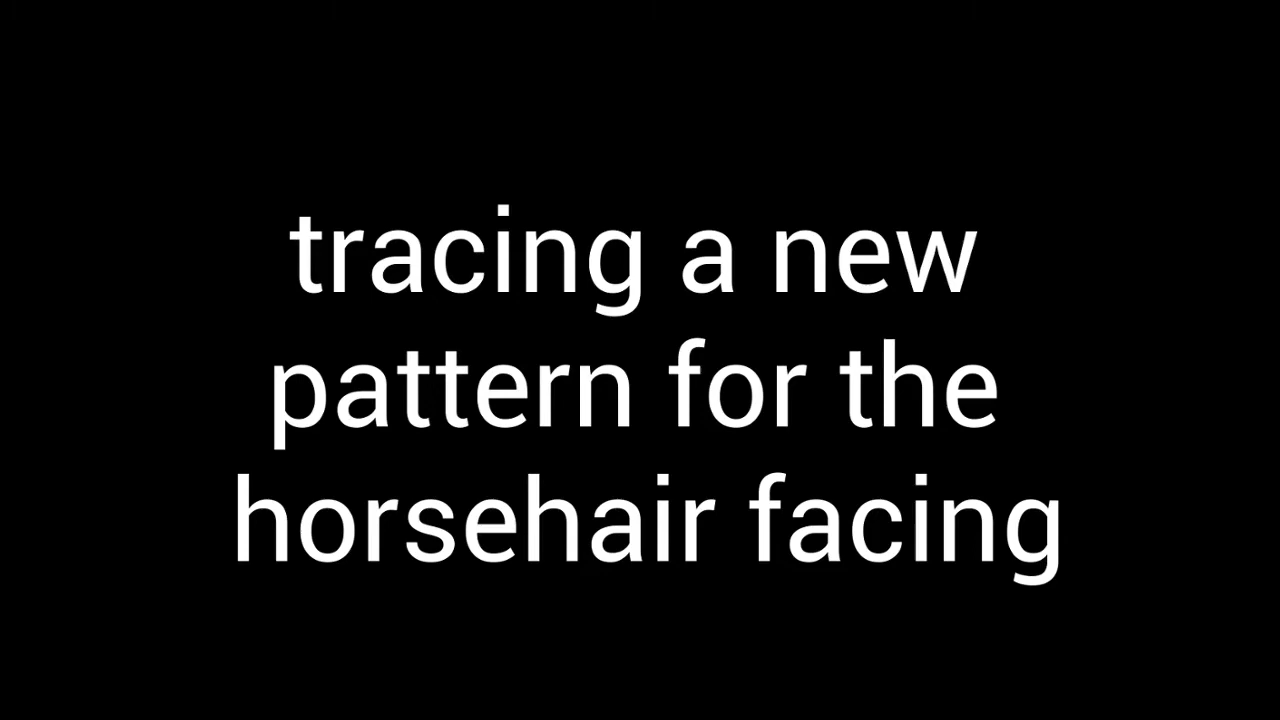 tracing a new
pattern for the
horsehair facing